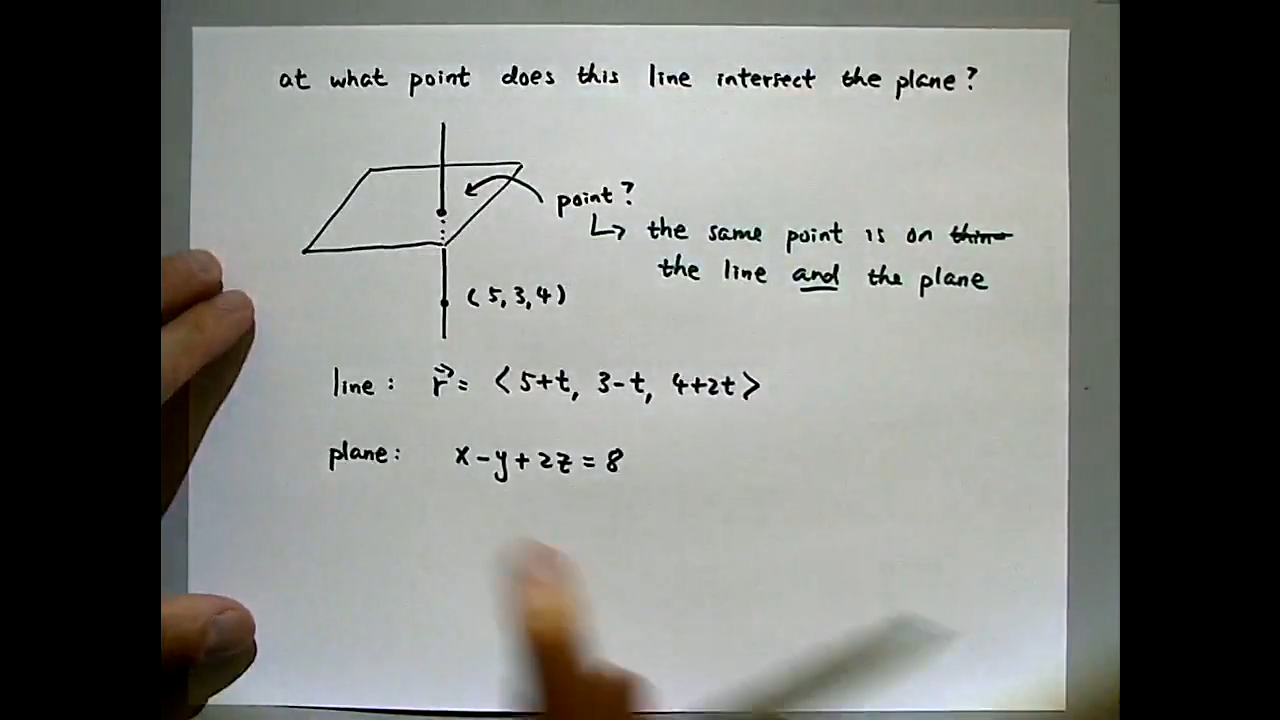 at what point does this line intersect the plane?
point?
↳ the same point is on
the line and the plane
(5,3,4)
line: r⃗ = <5+t, 3-t, 4+2t>
plane: x-y+2z=8